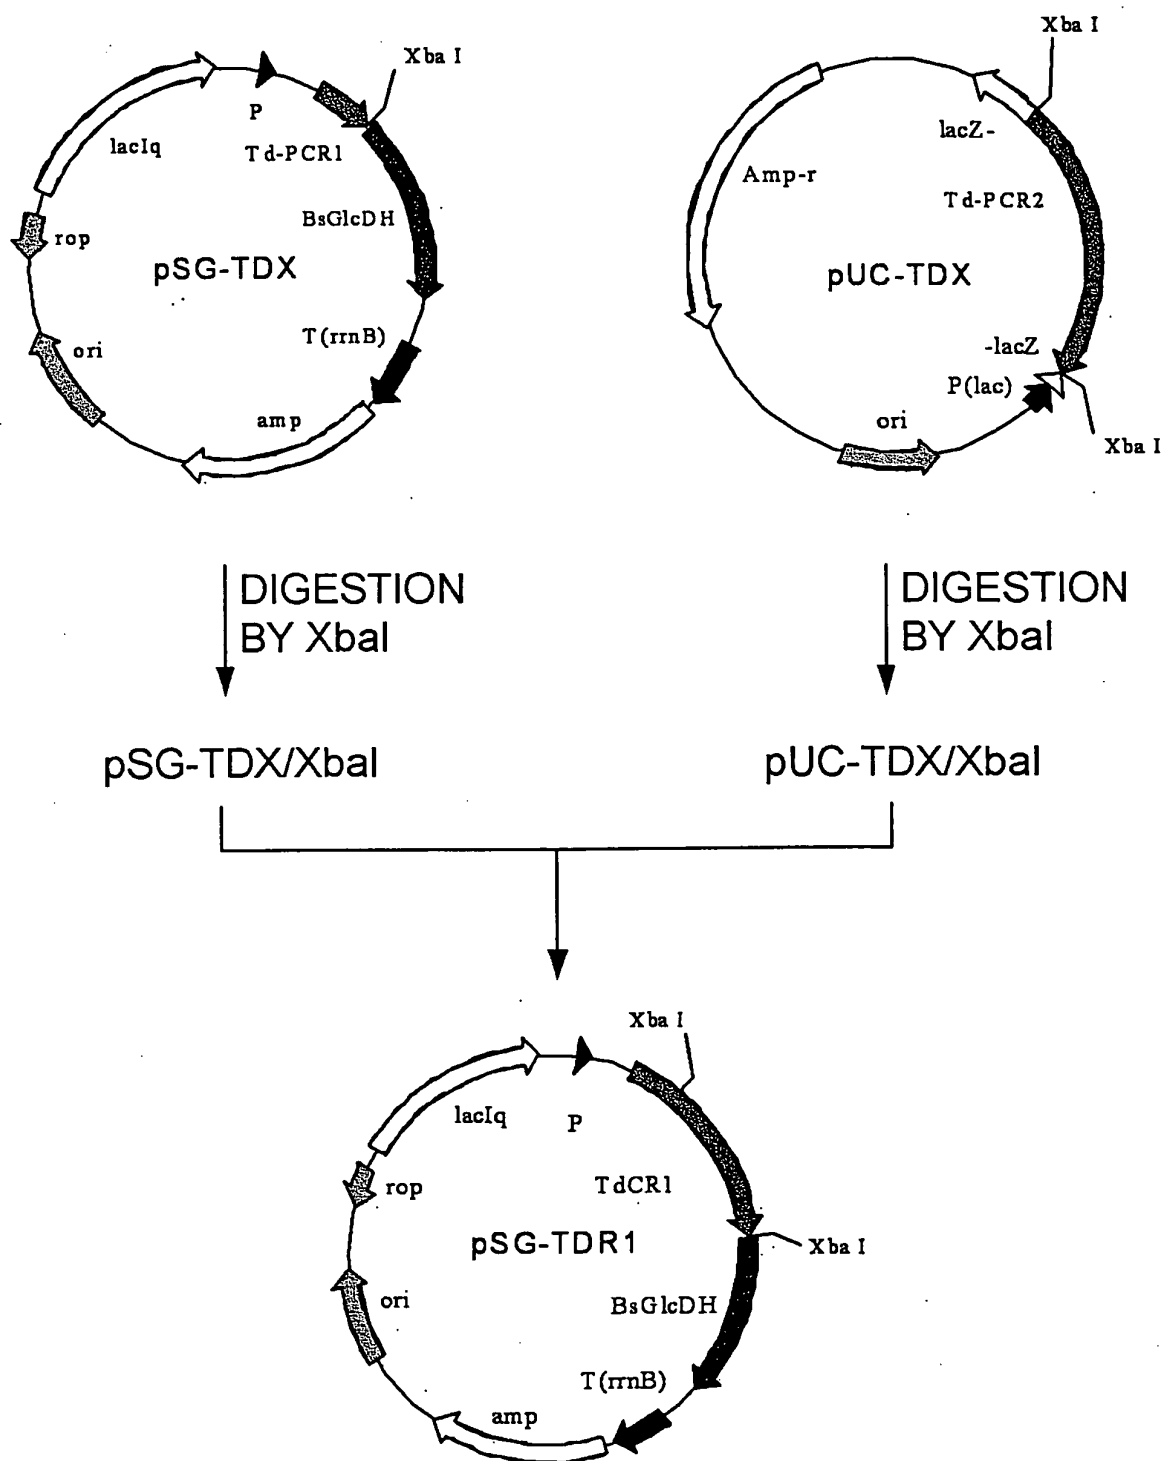 Xba I
P
lacIq
Td-PCR1
BsGlcDH
rop
pSG-TDX
T(rrnB)
ori
amp
Xba I
lacZ-
Amp-r
Td-PCR2
pUC-TDX
-lacZ
P(lac)
ori
Xba I
DIGESTION
BY XbaI
DIGESTION
BY XbaI
pSG-TDX/XbaI
pUC-TDX/XbaI
Xba I
lacIq
P
rop
TdCR1
pSG-TDR1
Xba I
ori
BsGlcDH
T(rrnB)
amp